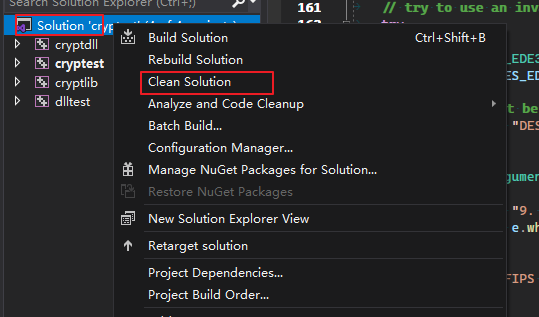 Search Solution Explorer (Ctrl+;)
Solution 'crypt
cryptdll
cryptest
cryptlib
dlltest
Build Solution Ctrl+Shift+B
Rebuild Solution
Clean Solution
Analyze and Code Cleanup
Batch Build...
Configuration Manager...
Manage NuGet Packages for Solution...
Restore NuGet Packages
New Solution Explorer View
Retarget solution
Project Dependencies...
Project Build Order...
161 // try to use an inv
162 try
_EDE3
ES_ED
t be
"DES
gumen
"9.
e.wh
FIPS